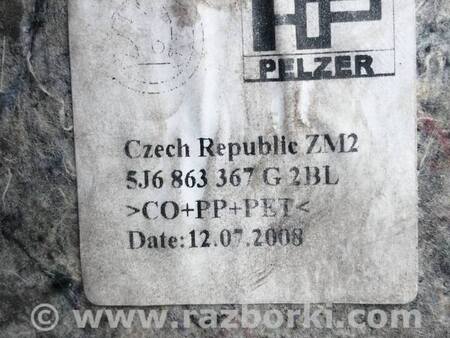 PELZER
Czech Republic ZM2
5J6 863 367 G 2BL
>CO+PP+PET<
Date:12.07.2008
© www.razborki.com